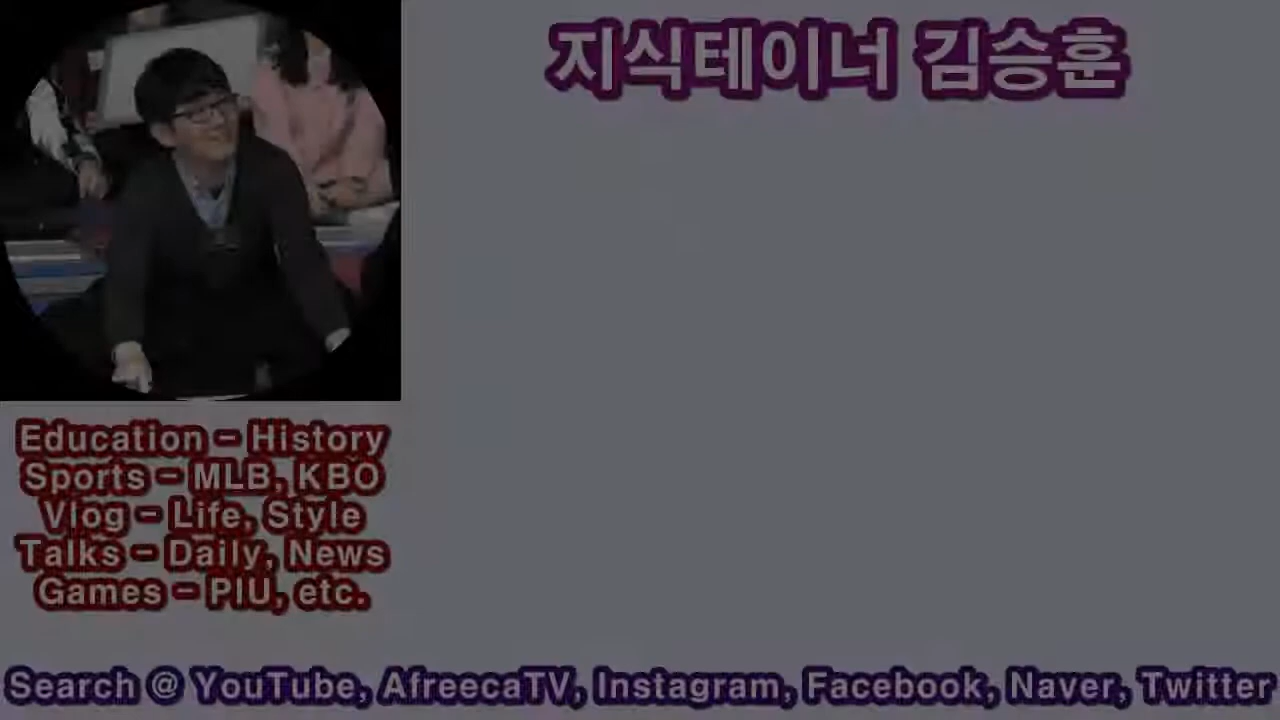 지식테이너 김승훈
Education - History
Sports - MLB, KBO
Vlog - Life, Style
Talks - Daily, News
Games - PIU, etc.
Search @ YouTube, AfreecaTV, Instagram, Facebook, Naver, Twitter